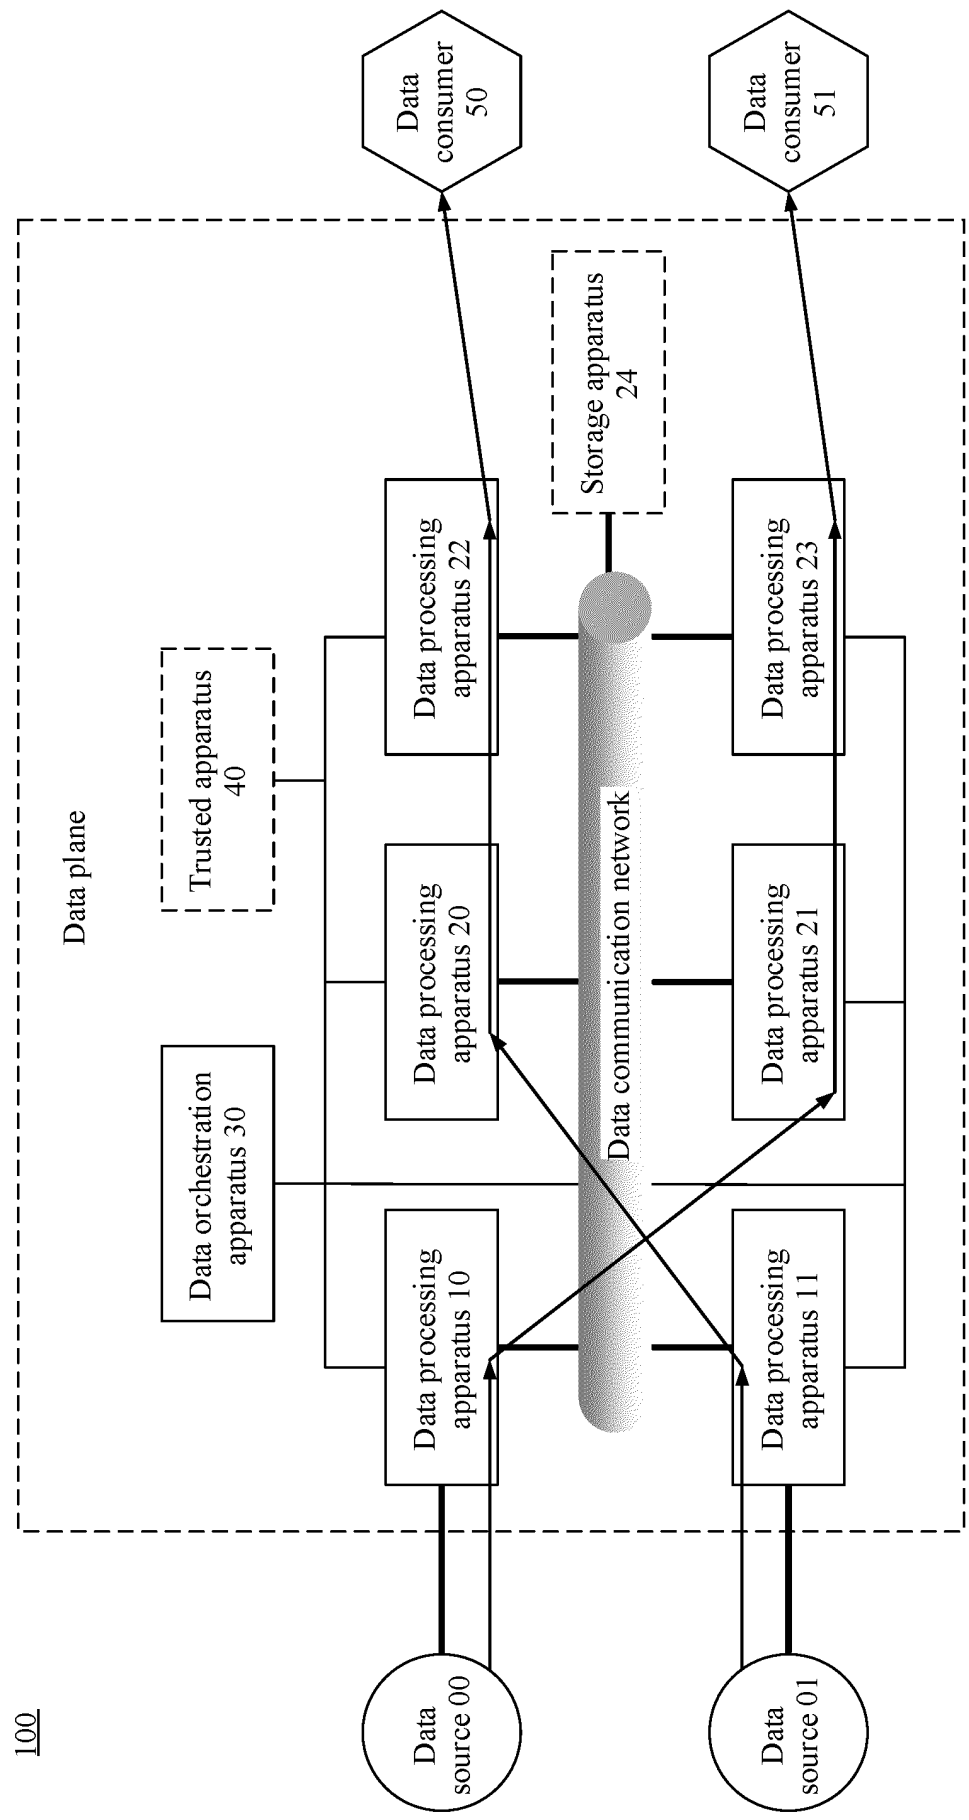 100
Data plane
Data orchestration
apparatus 30
Trusted apparatus
40
Data
source 00
Data processing
apparatus 10
Data processing
apparatus 20
Data processing
apparatus 22
Data
consumer
50
Data communication network
Storage apparatus
24
Data
source 01
Data processing
apparatus 11
Data processing
apparatus 21
Data processing
apparatus 23
Data
consumer
51